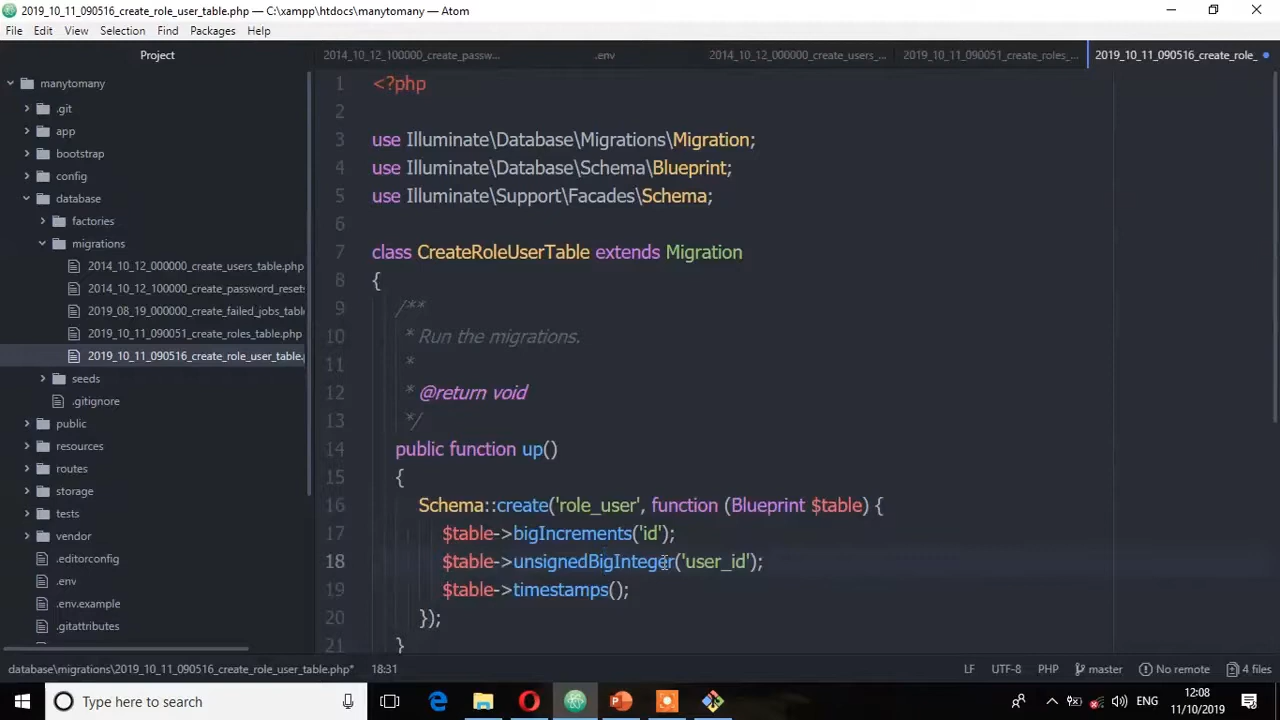 2019_10_11_090516_create_role_user_table.php — C:\xampp\htdocs\manytomany — Atom
File Edit View Selection Find Packages Help
Project
2014_10_12_100000_create_passw...
.env
2014_10_12_000000_create_users_...
2019_10_11_090051_create_roles_...
2019_10_11_090516_create_role_
manytomany
.git
app
bootstrap
config
database
factories
migrations
2014_10_12_000000_create_users_table.php
2014_10_12_100000_create_password_resets
2019_08_19_000000_create_failed_jobs_table
2019_10_11_090051_create_roles_table.php
2019_10_11_090516_create_role_user_table.
seeds
.gitignore
public
resources
routes
storage
tests
vendor
.editorconfig
.env
.env.example
.gitattributes
1 <?php
2
3 use Illuminate\Database\Migrations\Migration;
4 use Illuminate\Database\Schema\Blueprint;
5 use Illuminate\Support\Facades\Schema;
6
7 class CreateRoleUserTable extends Migration
8 {
9 /**
10 * Run the migrations.
11 *
12 * @return void
13 */
14 public function up()
15 {
16 Schema::create('role_user', function (Blueprint $table) {
17 $table->bigIncrements('id');
18 $table->unsignedBigInteger('user_id');
19 $table->timestamps();
20 });
21 }
database\migrations\2019_10_11_090516_create_role_user_table.php* 18:31
LF UTF-8 PHP master No remote 4 files
Type here to search
ENG
12:08
11/10/2019